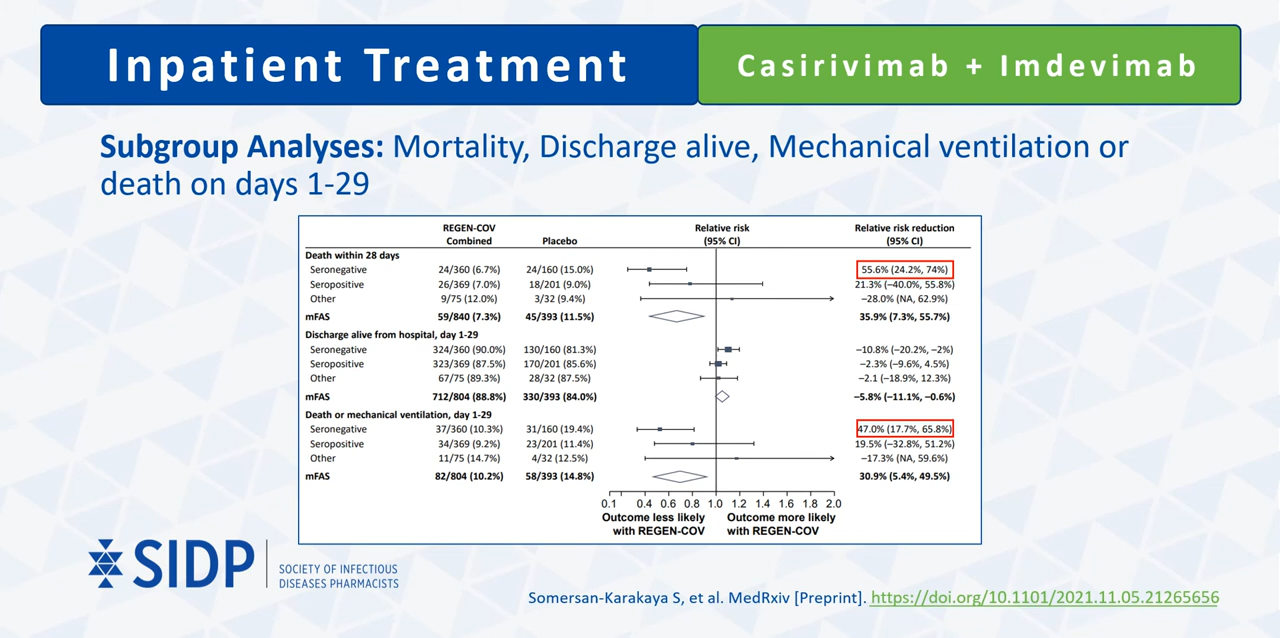 Inpatient Treatment
Casirivimab + Imdevimab
Subgroup Analyses: Mortality, Discharge alive, Mechanical ventilation or
death on days 1-29
REGEN-COV Combined Placebo Relative risk (95% CI) Relative risk reduction (95% CI)
Death within 28 days
Seronegative 24/360 (6.7%) 24/160 (15.0%) 55.6% (24.2%, 74%)
Seropositive 26/369 (7.0%) 18/201 (9.0%) 21.3% (−40.0%, 55.8%)
Other 9/75 (12.0%) 3/32 (9.4%) −28.0% (NA, 62.9%)
mFAS 59/840 (7.3%) 45/393 (11.5%) 35.9% (7.3%, 55.7%)
Discharge alive from hospital, day 1-29
Seronegative 324/360 (90.0%) 130/160 (81.3%) −10.8% (−20.2%, −2%)
Seropositive 323/369 (87.5%) 170/201 (85.6%) −2.3% (−9.6%, 4.5%)
Other 67/75 (89.3%) 28/32 (87.5%) −2.1 (−18.9%, 12.3%)
mFAS 712/804 (88.8%) 330/393 (84.0%) −5.8% (−11.1%, −0.6%)
Death or mechanical ventilation, day 1-29
Seronegative 37/360 (10.3%) 31/160 (19.4%) 47.0% (17.7%, 65.8%)
Seropositive 34/369 (9.2%) 23/201 (11.4%) 19.5% (−32.8%, 51.2%)
Other 11/75 (14.7%) 4/32 (12.5%) −17.3% (NA, 59.6%)
mFAS 82/804 (10.2%) 58/393 (14.8%) 30.9% (5.4%, 49.5%)
0.1 0.4 0.6 0.8 1.0 1.2 1.4 1.6 1.8 2.0
Outcome less likely with REGEN-COV
Outcome more likely with REGEN-COV
SIDP
SOCIETY OF INFECTIOUS
DISEASES PHARMACISTS
Somersan-Karakaya S, et al. MedRxiv [Preprint]. https://doi.org/10.1101/2021.11.05.21265656